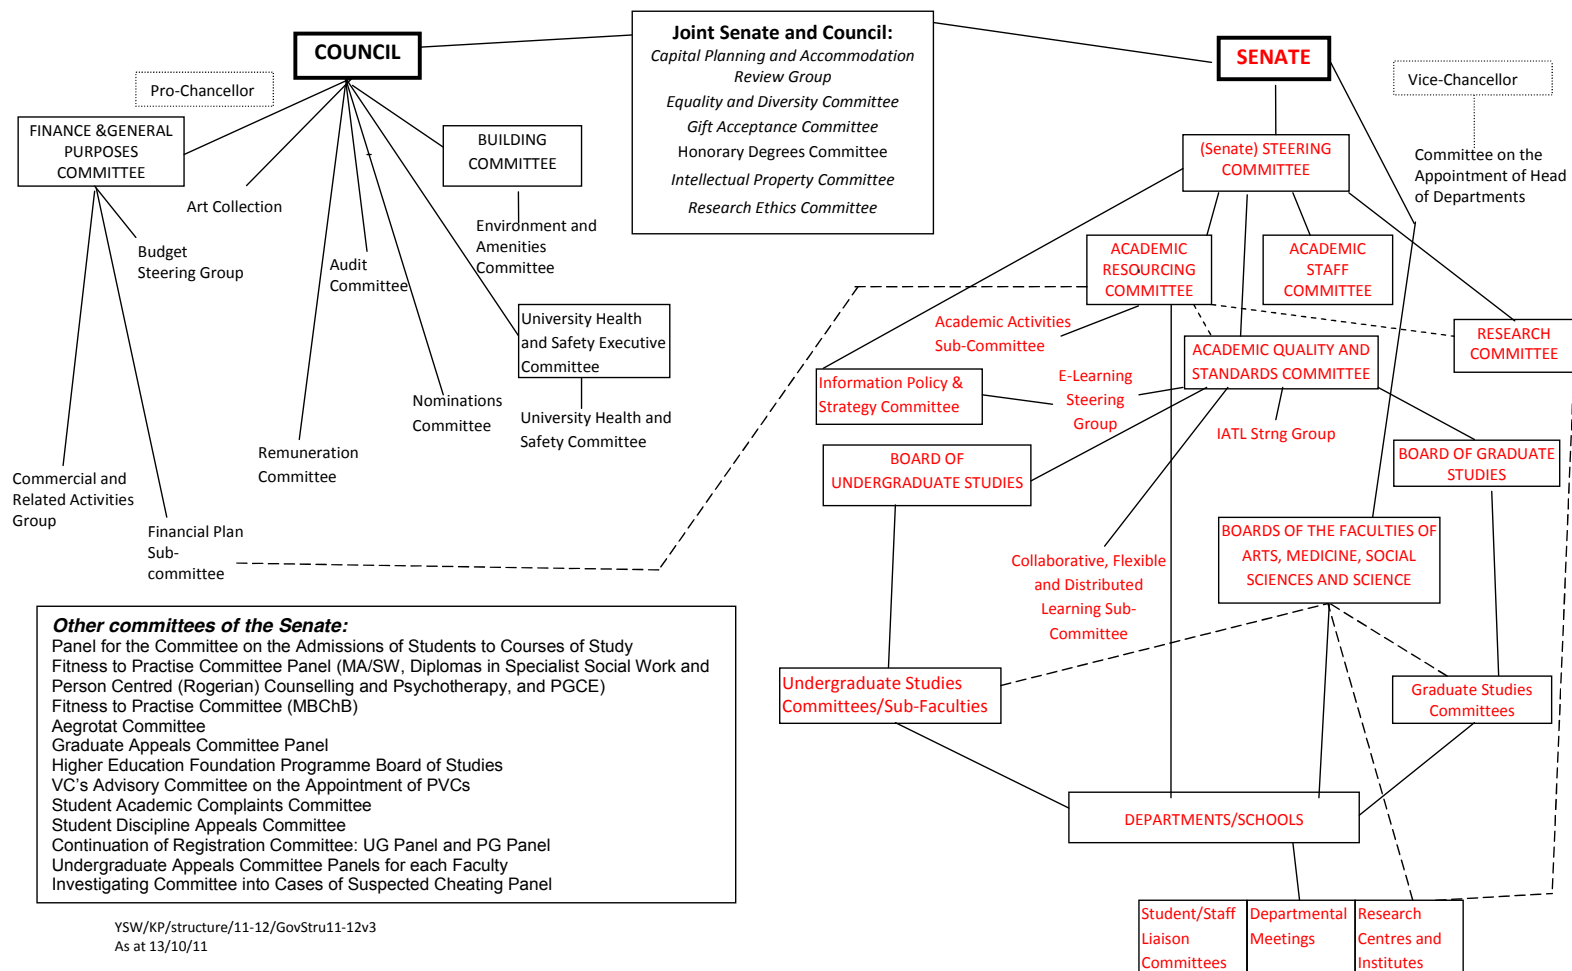 COUNCIL
Pro-Chancellor
FINANCE &GENERAL
PURPOSES
COMMITTEE
Art Collection
Budget
Steering Group
Commercial and
Related Activities
Group
Financial Plan
Sub-
committee
Remuneration
Committee
Audit
Committee
Nominations
Committee
BUILDING
COMMITTEE
Environment and
Amenities
Committee
University Health
and Safety Executive
Committee
University Health and
Safety Committee
Joint Senate and Council:
Capital Planning and Accommodation
Review Group
Equality and Diversity Committee
Gift Acceptance Committee
Honorary Degrees Committee
Intellectual Property Committee
Research Ethics Committee
SENATE
Vice-Chancellor
Committee on the
Appointment of Head
of Departments
(Senate) STEERING
COMMITTEE
ACADEMIC
RESOURCING
COMMITTEE
ACADEMIC
STAFF
COMMITTEE
RESEARCH
COMMITTEE
Academic Activities
Sub-Committee
ACADEMIC QUALITY AND
STANDARDS COMMITTEE
Information Policy &
Strategy Committee
E-Learning
Steering
Group
IATL Strng Group
BOARD OF
UNDERGRADUATE STUDIES
BOARD OF GRADUATE
STUDIES
Collaborative, Flexible
and Distributed
Learning Sub-
Committee
BOARDS OF THE FACULTIES OF
ARTS, MEDICINE, SOCIAL
SCIENCES AND SCIENCE
Undergraduate Studies
Committees/Sub-Faculties
Graduate Studies
Committees
DEPARTMENTS/SCHOOLS
Student/Staff
Liaison
Committees
Departmental
Meetings
Research
Centres and
Institutes
Other committees of the Senate:
Panel for the Committee on the Admissions of Students to Courses of Study
Fitness to Practise Committee Panel (MA/SW, Diplomas in Specialist Social Work and
Person Centred (Rogerian) Counselling and Psychotherapy, and PGCE)
Fitness to Practise Committee (MBChB)
Aegrotat Committee
Graduate Appeals Committee Panel
Higher Education Foundation Programme Board of Studies
VC's Advisory Committee on the Appointment of PVCs
Student Academic Complaints Committee
Student Discipline Appeals Committee
Continuation of Registration Committee: UG Panel and PG Panel
Undergraduate Appeals Committee Panels for each Faculty
Investigating Committee into Cases of Suspected Cheating Panel
YSW/KP/structure/11-12/GovStru11-12v3
As at 13/10/11